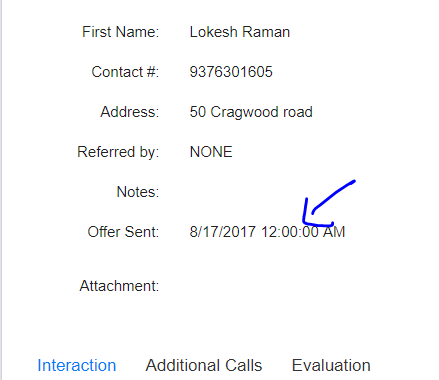 First Name: Lokesh Raman
Contact #: 9376301605
Address: 50 Cragwood road
Referred by: NONE
Notes:
Offer Sent: 8/17/2017 12:00:00 AM
Attachment:
Interaction Additional Calls Evaluation